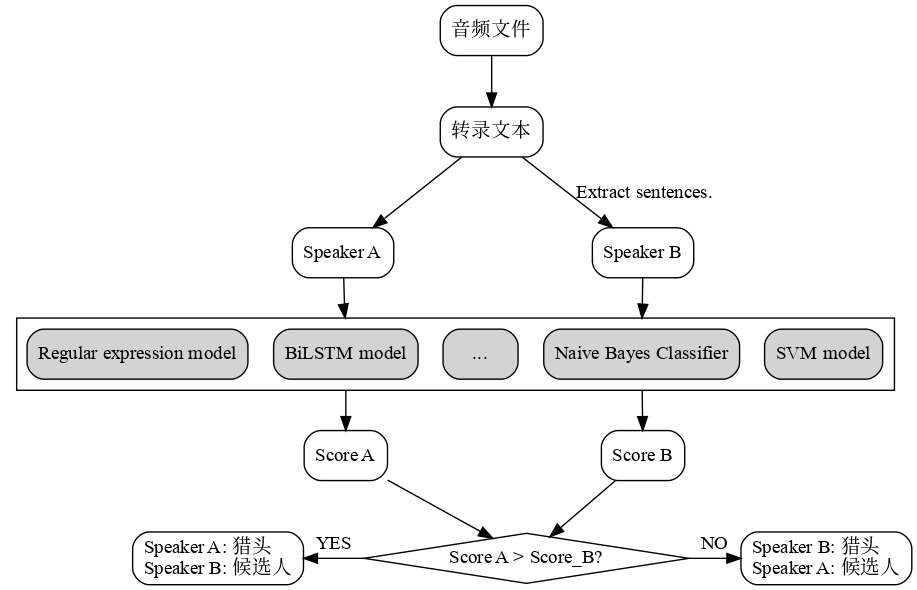 音频文件
转录文本
Extract sentences.
Speaker A
Speaker B
Regular expression model
BiLSTM model
...
Naive Bayes Classifier
SVM model
Score A
Score B
YES
Score A > Score_B?
NO
Speaker A: 猎头
Speaker B: 候选人
Speaker B: 猎头
Speaker A: 候选人